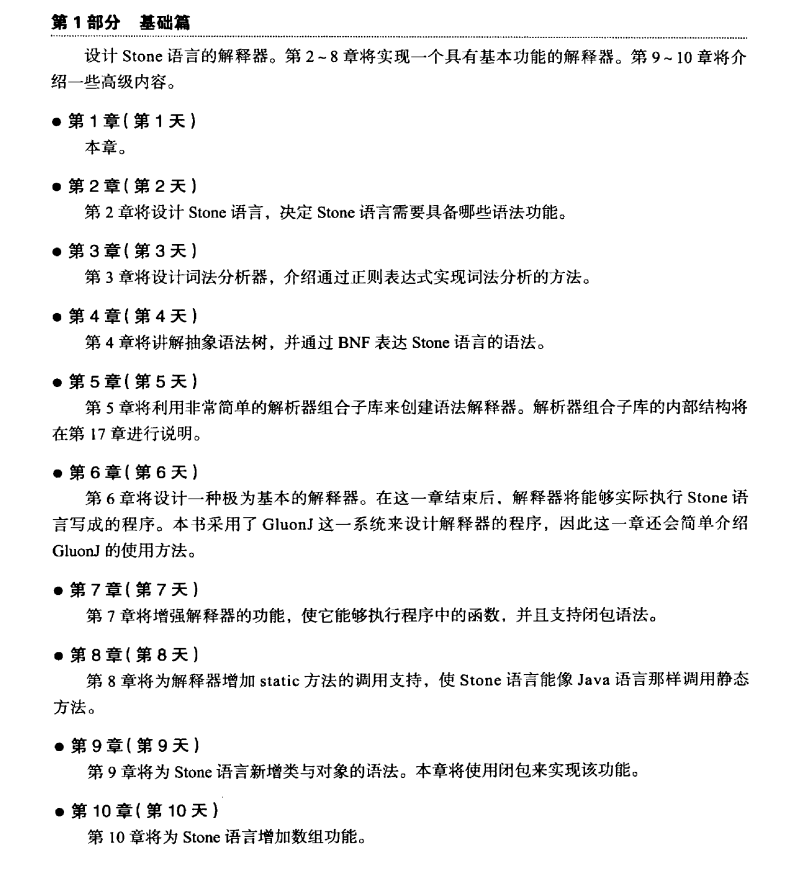 第1部分 基础篇
设计 Stone 语言的解释器。第 2~8 章将实现一个具有基本功能的解释器。第 9~10 章将介
绍一些高级内容。
● 第1章(第1天)
本章。
● 第2章(第2天)
第 2 章将设计 Stone 语言，决定 Stone 语言需要具备哪些语法功能。
● 第3章(第3天)
第 3 章将设计词法分析器，介绍通过正则表达式实现词法分析的方法。
● 第4章(第4天)
第 4 章将讲解抽象语法树，并通过 BNF 表达 Stone 语言的语法。
● 第5章(第5天)
第 5 章将利用非常简单的解析器组合子库来创建语法解释器。解析器组合子库的内部结构将
在第 17 章进行说明。
● 第6章(第6天)
第 6 章将设计一种极为基本的解释器。在这一章结束后，解释器将能够实际执行 Stone 语
言写成的程序。本书采用了 GluonJ 这一系统来设计解释器的程序，因此这一章还会简单介绍
GluonJ 的使用方法。
● 第7章(第7天)
第 7 章将增强解释器的功能，使它能够执行程序中的函数，并且支持闭包语法。
● 第8章(第8天)
第 8 章将为解释器增加 static 方法的调用支持，使 Stone 语言能像 Java 语言那样调用静态
方法。
● 第9章(第9天)
第 9 章将为 Stone 语言新增类与对象的语法。本章将使用闭包来实现该功能。
● 第10章(第10天)
第 10 章将为 Stone 语言增加数组功能。